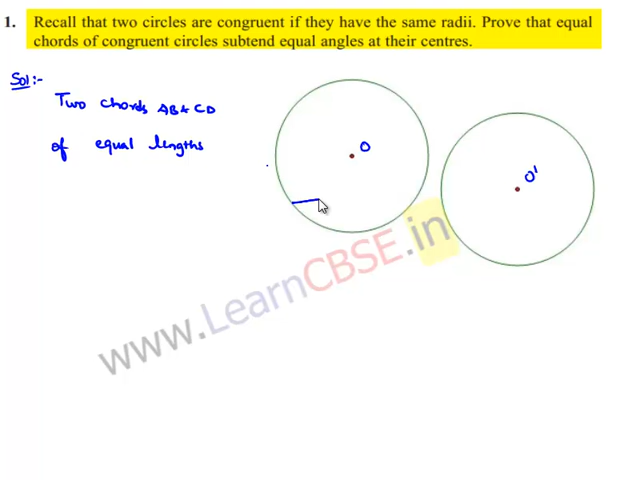 1. Recall that two circles are congruent if they have the same radii. Prove that equal
chords of congruent circles subtend equal angles at their centres.
Sol:-
Two chords AB & CD
of equal lengths
O
O'
www.LearnCBSE.in